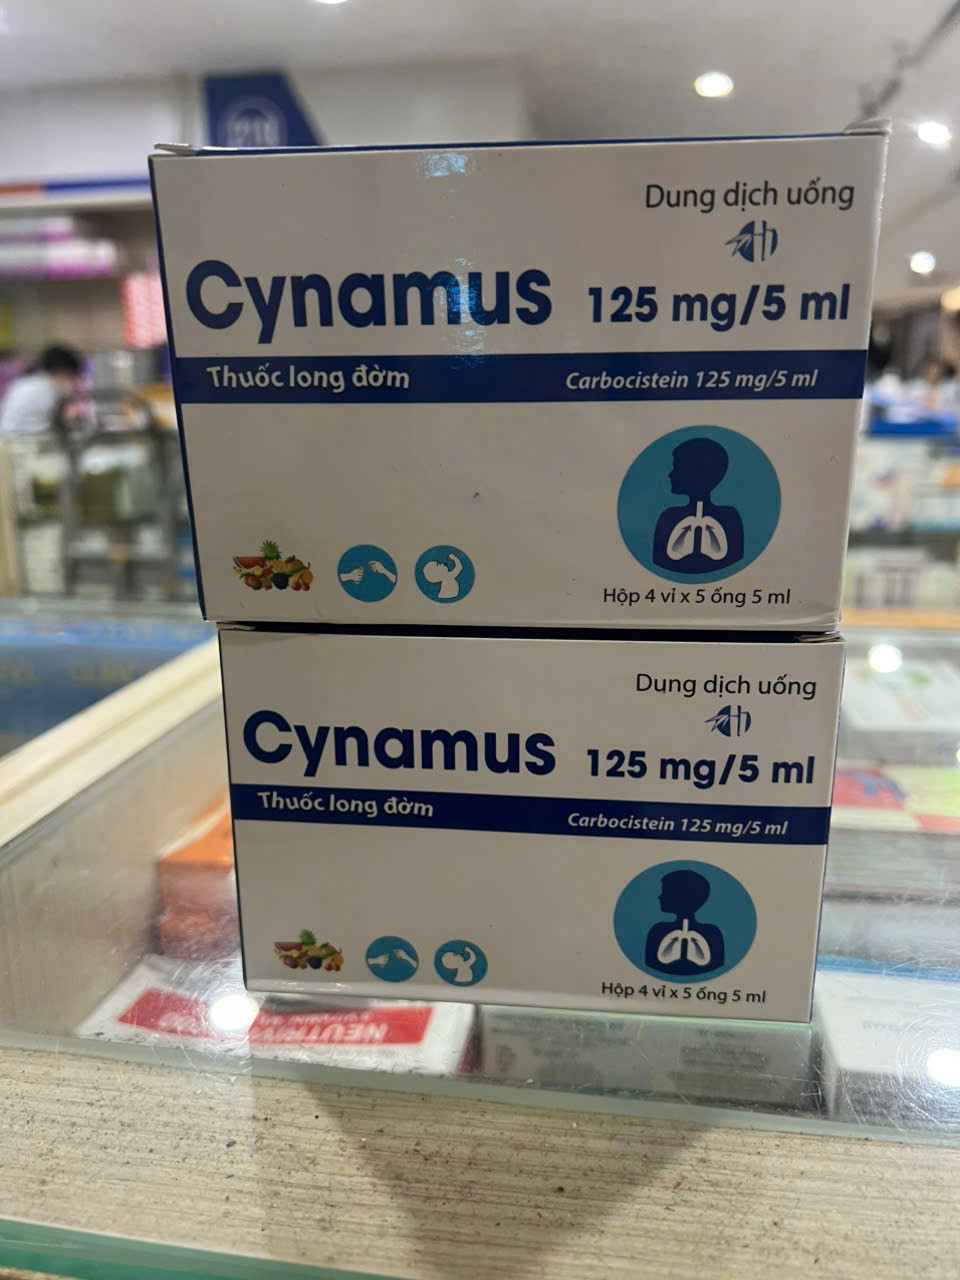 Dung dịch uống
Cynamus 125 mg/5 ml
Thuốc long đờm Carbocistein 125 mg/5 ml
Hộp 4 vỉ x 5 ống 5 ml
Dung dịch uống
Cynamus 125 mg/5 ml
Thuốc long đờm Carbocistein 125 mg/5 ml
Hộp 4 vỉ x 5 ống 5 ml